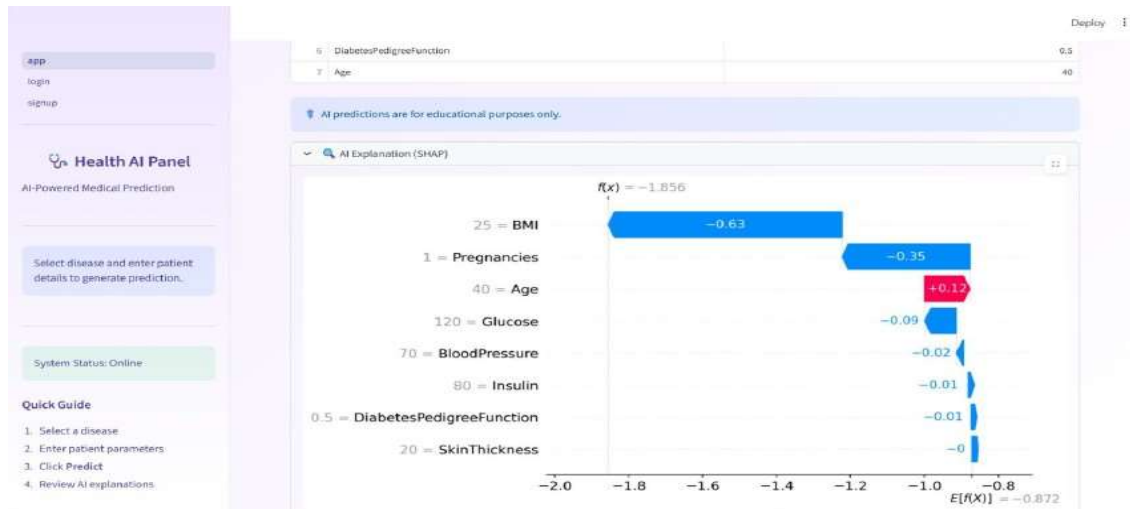 Deploy
app
login
signup
Health AI Panel
AI-Powered Medical Prediction
Select disease and enter patient
details to generate prediction.
System Status: Online
Quick Guide
1. Select a disease
2. Enter patient parameters
3. Click Predict
4. Review AI explanations
6 DiabetesPedigreeFunction 0.5
7 Age 40
AI predictions are for educational purposes only.
AI Explanation (SHAP)
f(x) = −1.856
25 = BMI −0.63
1 = Pregnancies −0.35
40 = Age +0.12
120 = Glucose −0.09
70 = BloodPressure −0.02
80 = Insulin −0.01
0.5 = DiabetesPedigreeFunction −0.01
20 = SkinThickness −0
−2.0 −1.8 −1.6 −1.4 −1.2 −1.0 −0.8
E[f(X)] = −0.872